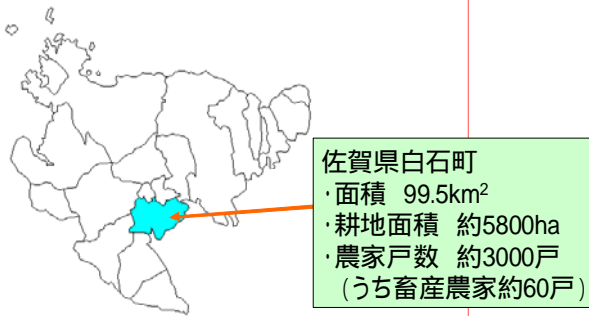 佐賀県白石町
･面積 99.5km²
･耕地面積 約5800ha
･農家戸数 約3000戸
(うち畜産農家約60戸)